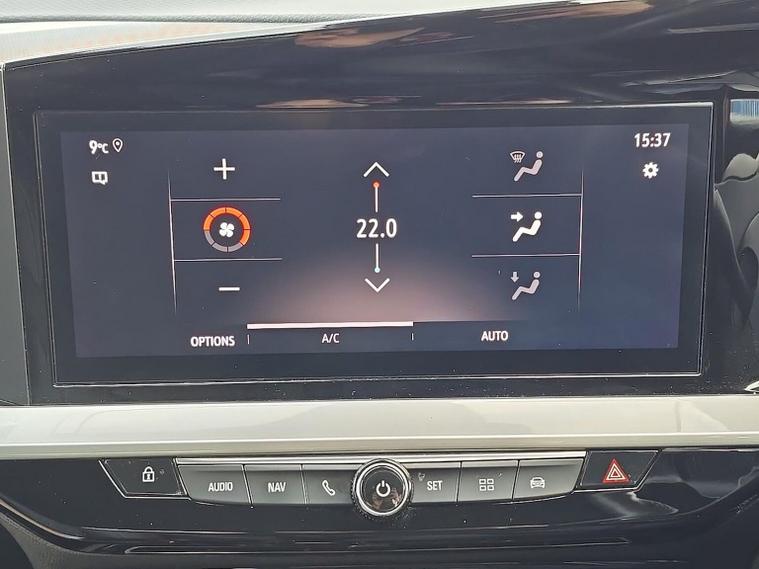 9°C
15:37
22.0
OPTIONS
A/C
AUTO
AUDIO
NAV
SET